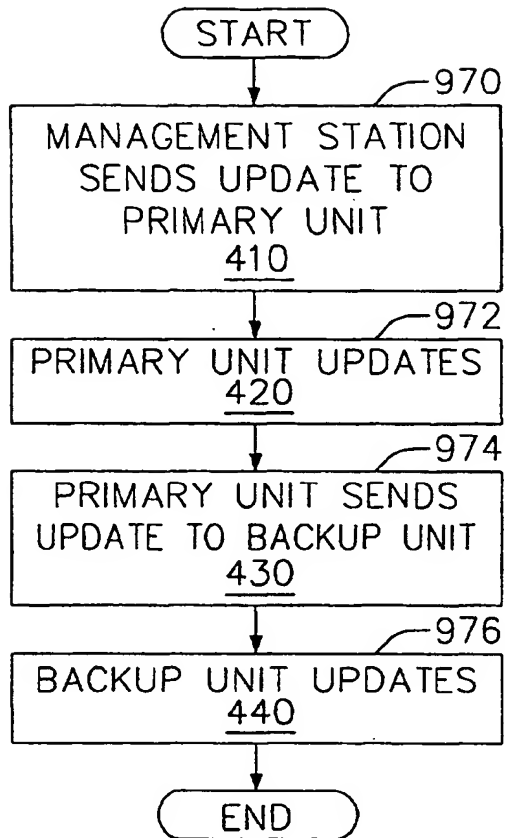 START
970
MANAGEMENT STATION
SENDS UPDATE TO
PRIMARY UNIT
410
972
PRIMARY UNIT UPDATES
420
974
PRIMARY UNIT SENDS
UPDATE TO BACKUP UNIT
430
976
BACKUP UNIT UPDATES
440
END